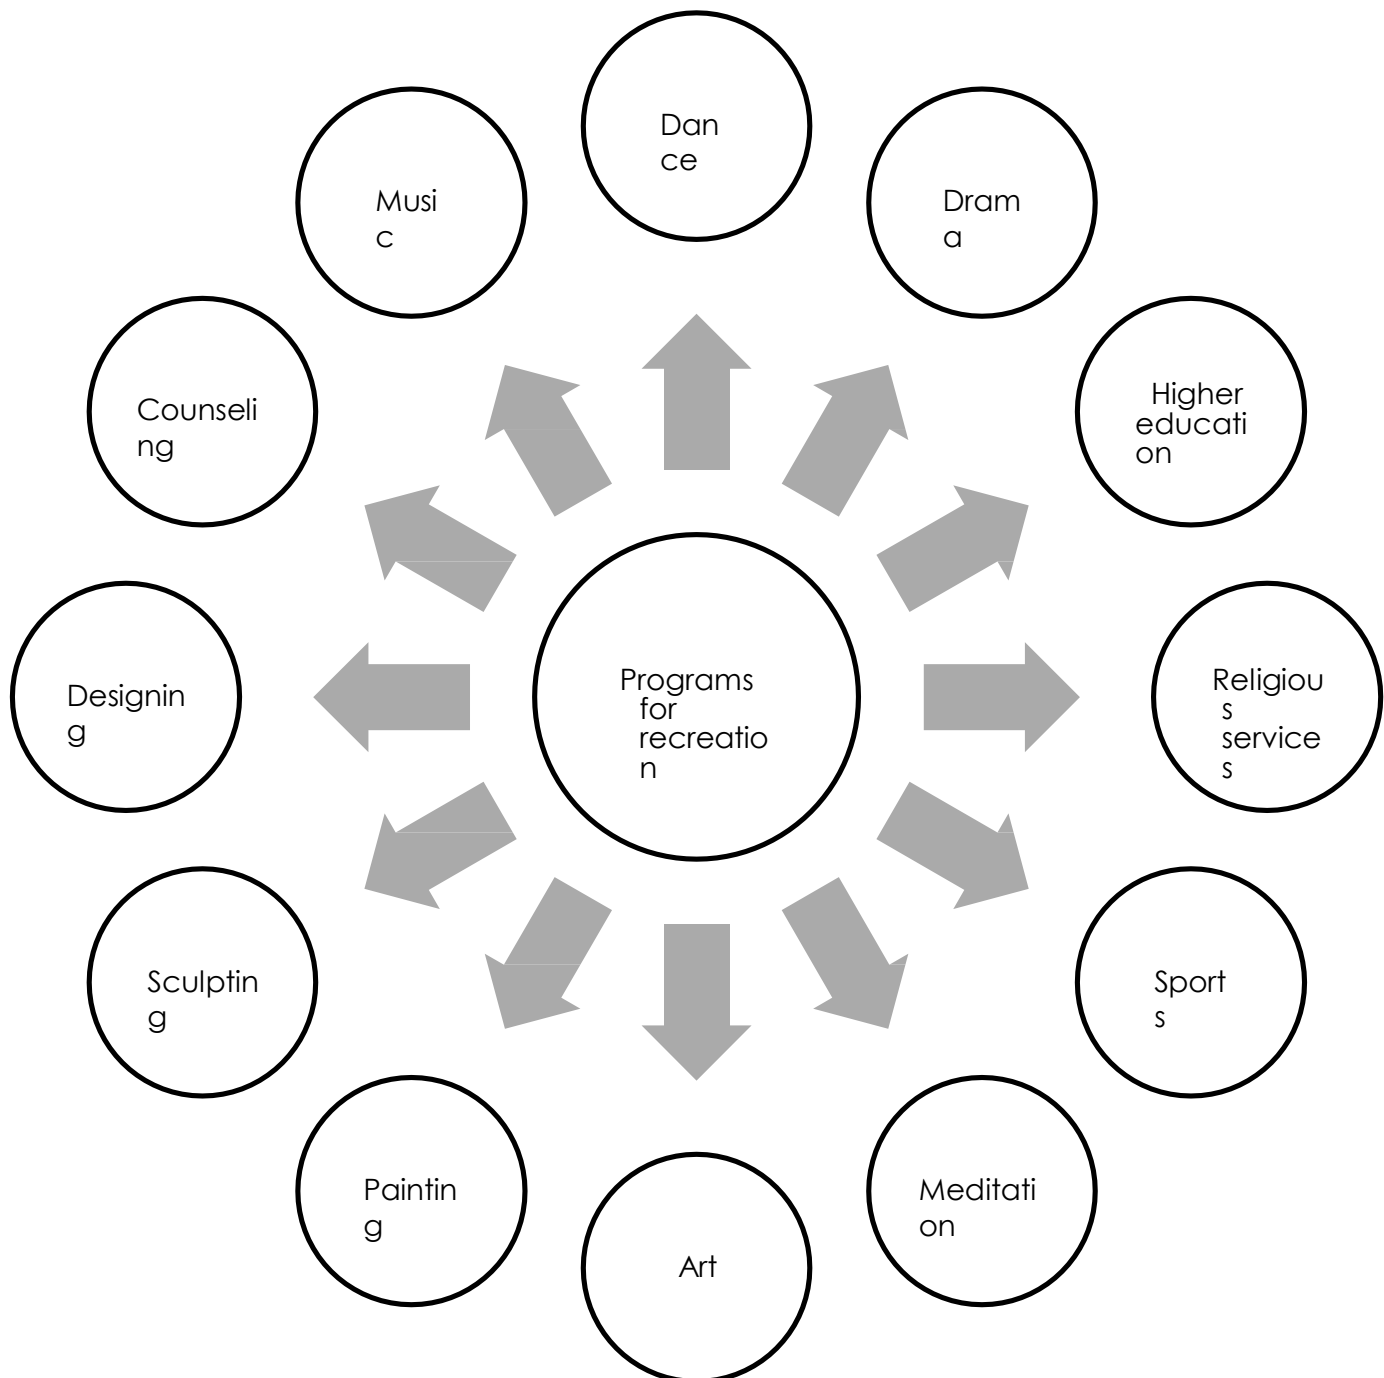 Dan
ce
Musi
c
Dram
a
Higher
educati
on
Counseli
ng
Programs
for
recreatio
n
Religiou
s
service
s
Designin
g
Sculptin
g
Sport
s
Paintin
g
Meditati
on
Art